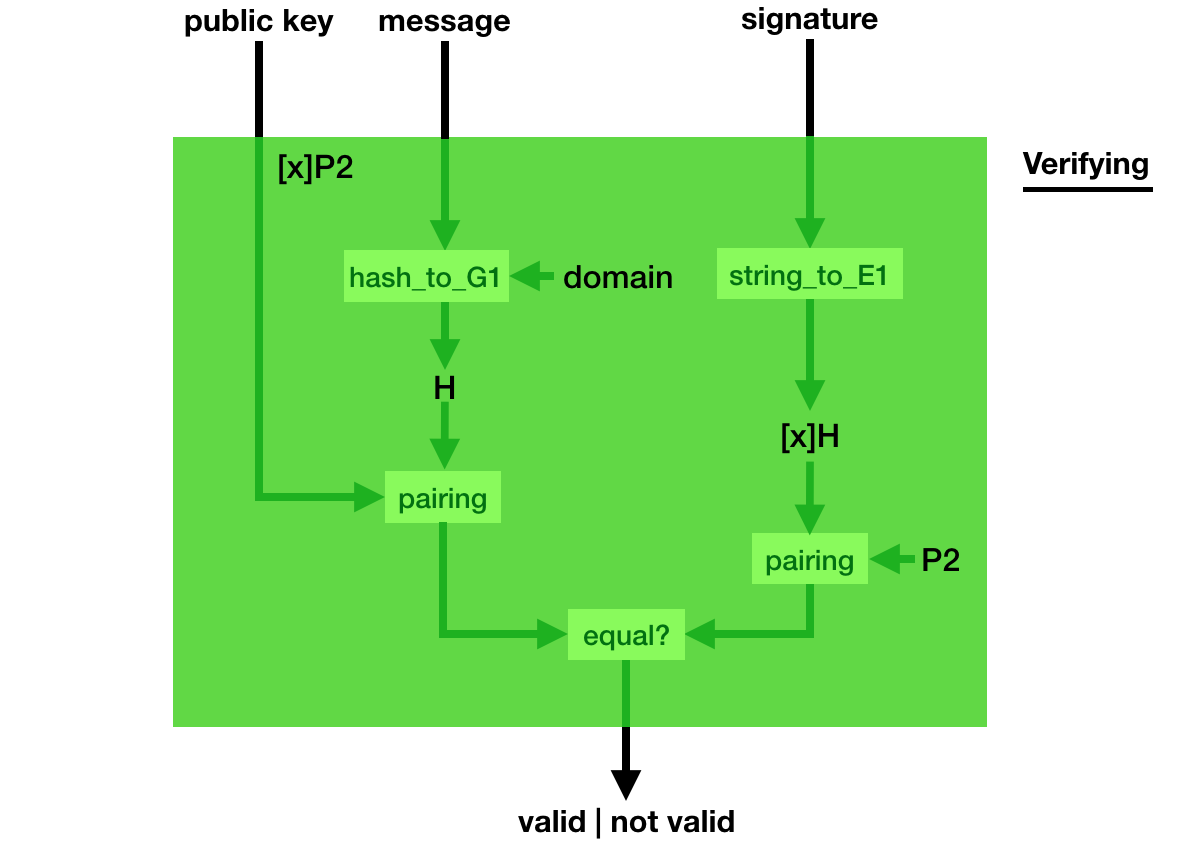 public key
message
signature
[x]P2
Verifying
hash_to_G1
domain
string_to_E1
H
[x]H
pairing
pairing
P2
equal?
valid | not valid